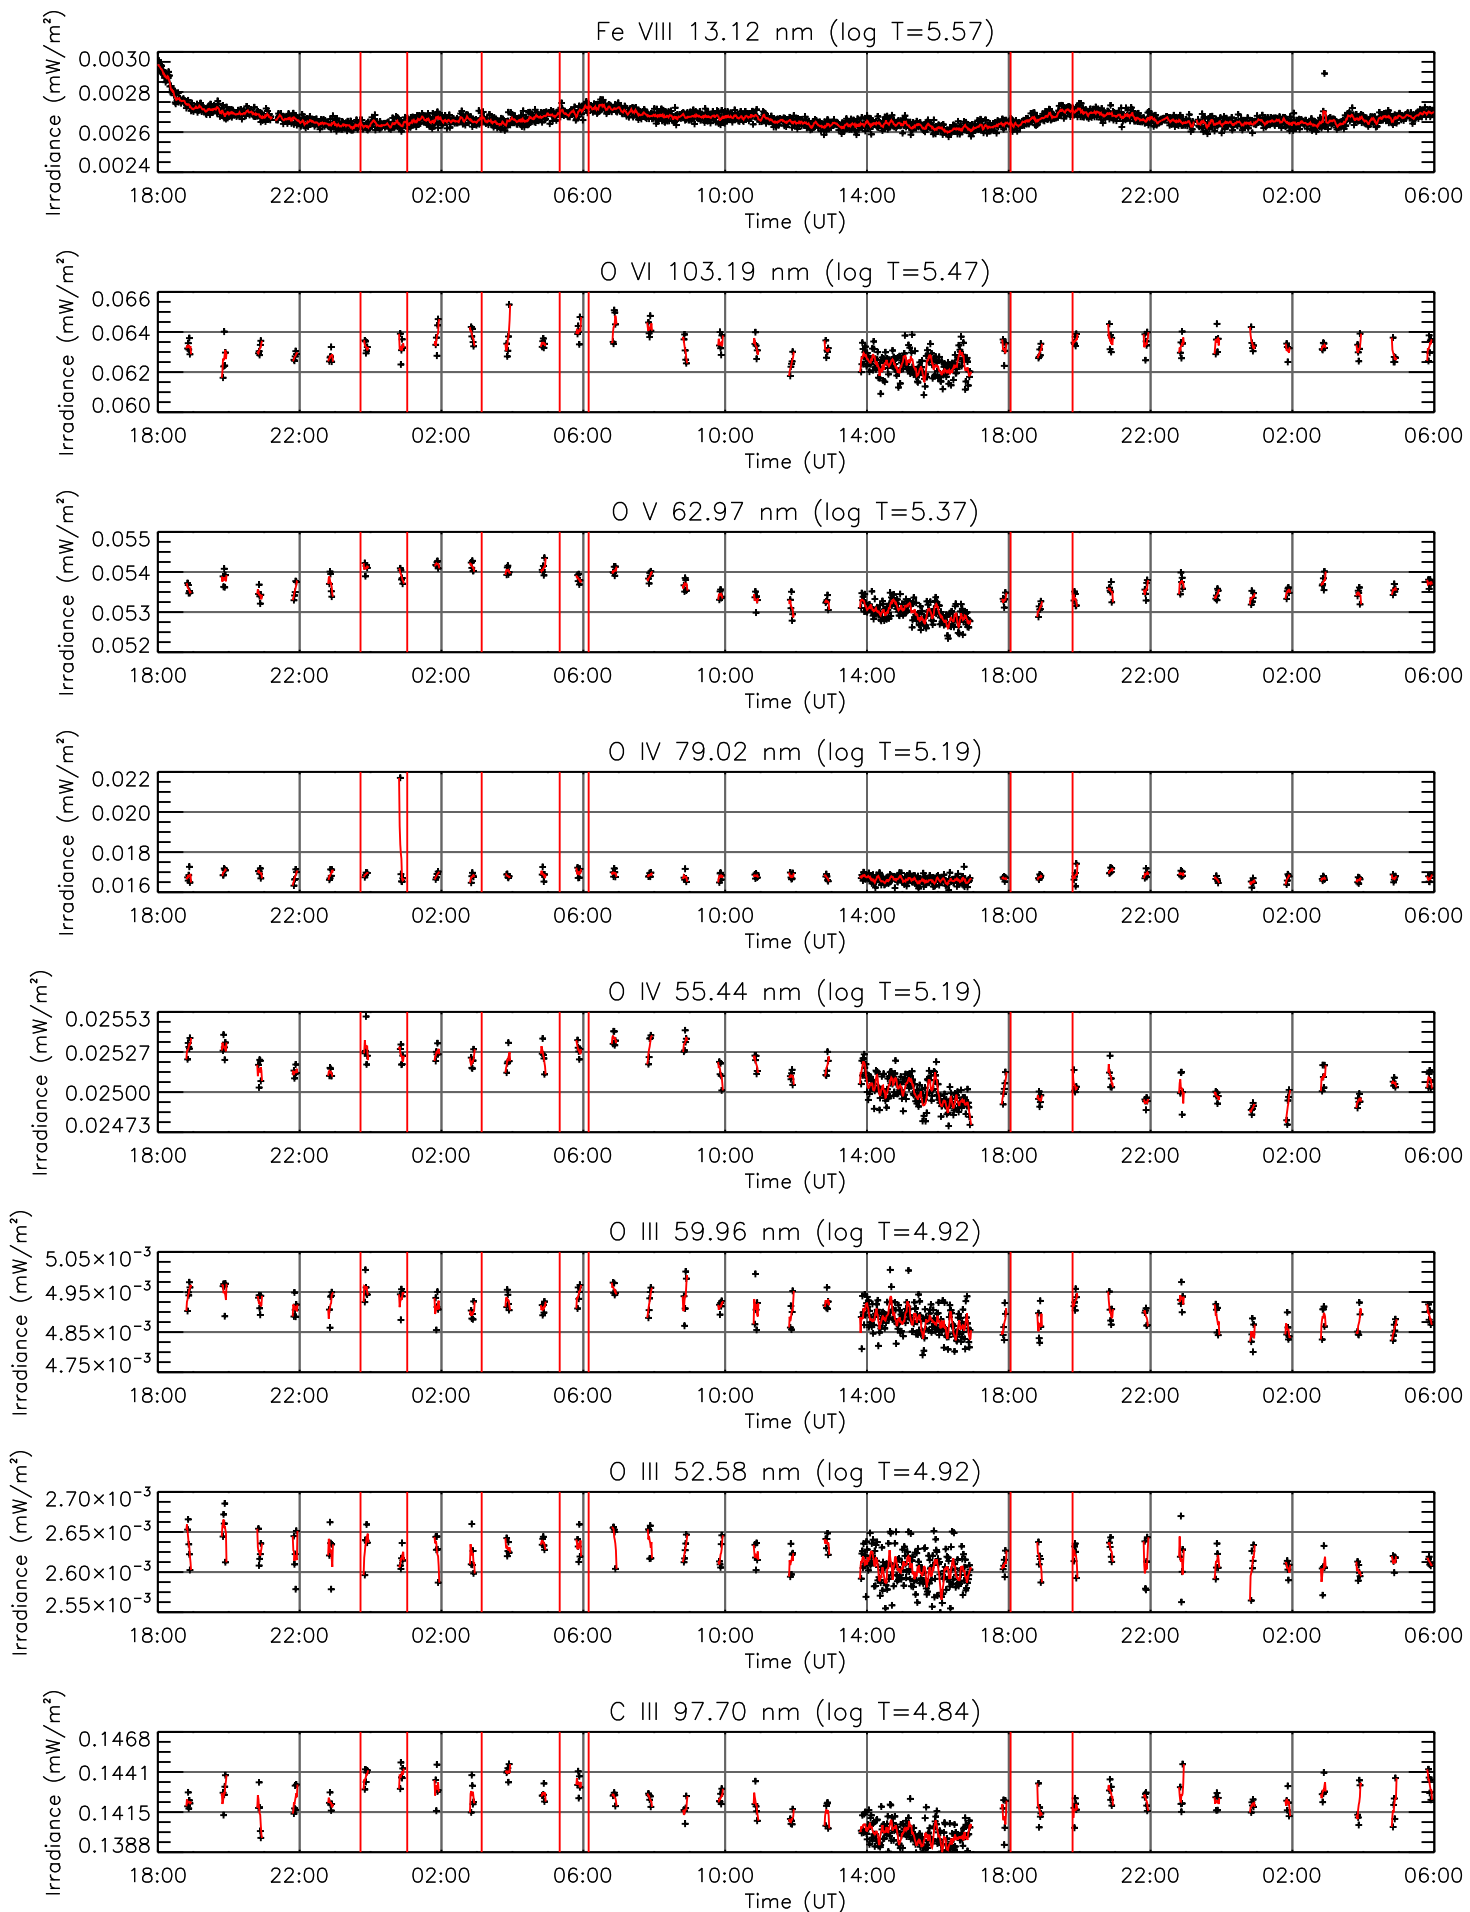 Fe VIII 13.12 nm (log T=5.57)
Irradiance (mW/m²)
0.0030
0.0028
0.0026
0.0024
18:00 22:00 02:00 06:00 10:00 14:00 18:00 22:00 02:00 06:00
Time (UT)
O VI 103.19 nm (log T=5.47)
Irradiance (mW/m²)
0.066
0.064
0.062
0.060
18:00 22:00 02:00 06:00 10:00 14:00 18:00 22:00 02:00 06:00
Time (UT)
O V 62.97 nm (log T=5.37)
Irradiance (mW/m²)
0.055
0.054
0.053
0.052
18:00 22:00 02:00 06:00 10:00 14:00 18:00 22:00 02:00 06:00
Time (UT)
O IV 79.02 nm (log T=5.19)
Irradiance (mW/m²)
0.022
0.020
0.018
0.016
18:00 22:00 02:00 06:00 10:00 14:00 18:00 22:00 02:00 06:00
Time (UT)
O IV 55.44 nm (log T=5.19)
Irradiance (mW/m²)
0.02553
0.02527
0.02500
0.02473
18:00 22:00 02:00 06:00 10:00 14:00 18:00 22:00 02:00 06:00
Time (UT)
O III 59.96 nm (log T=4.92)
Irradiance (mW/m²)
5.05×10⁻³
4.95×10⁻³
4.85×10⁻³
4.75×10⁻³
18:00 22:00 02:00 06:00 10:00 14:00 18:00 22:00 02:00 06:00
Time (UT)
O III 52.58 nm (log T=4.92)
Irradiance (mW/m²)
2.70×10⁻³
2.65×10⁻³
2.60×10⁻³
2.55×10⁻³
18:00 22:00 02:00 06:00 10:00 14:00 18:00 22:00 02:00 06:00
Time (UT)
C III 97.70 nm (log T=4.84)
Irradiance (mW/m²)
0.1468
0.1441
0.1415
0.1388
18:00 22:00 02:00 06:00 10:00 14:00 18:00 22:00 02:00 06:00
Time (UT)